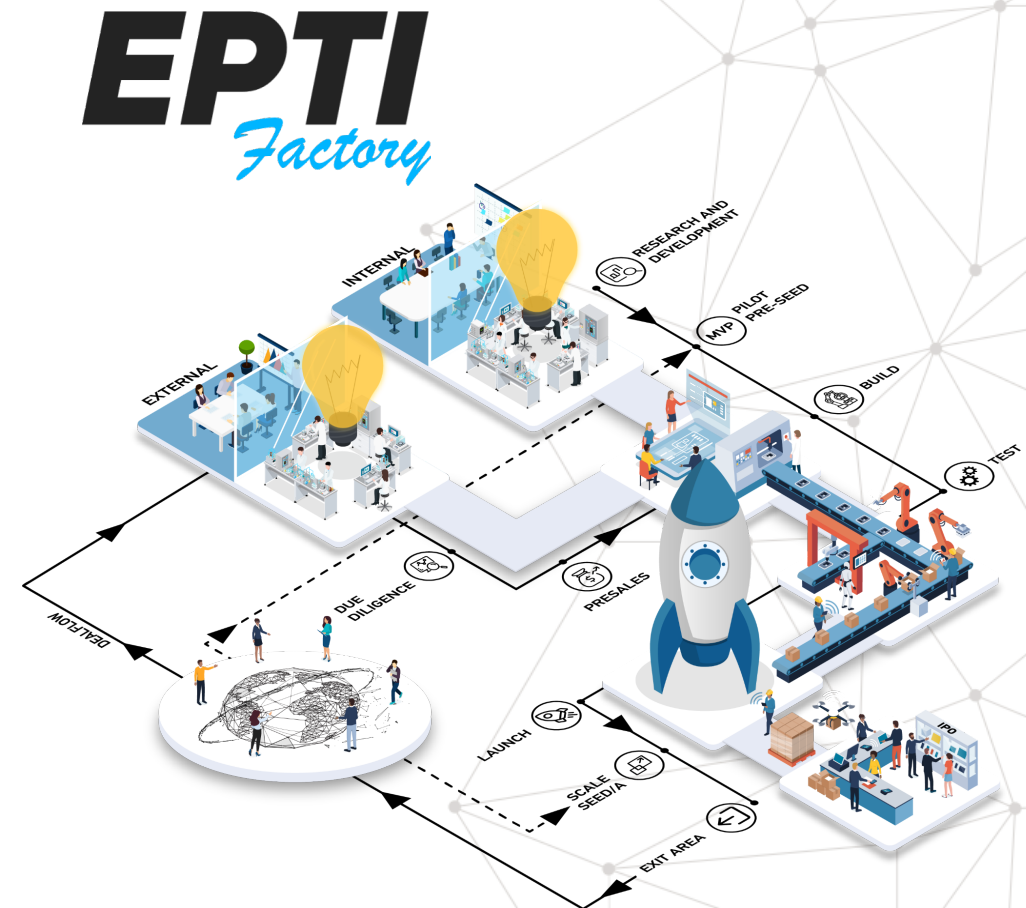 EPTI
Factory
INTERNAL
RESEARCH AND
DEVELOPMENT
MVP
PILOT
PRE-SEED
EXTERNAL
BUILD
TEST
DUE
DILIGENCE
PRESALES
DEALFLOW
LAUNCH
SCALE
SEED/A
EXIT AREA
IPO